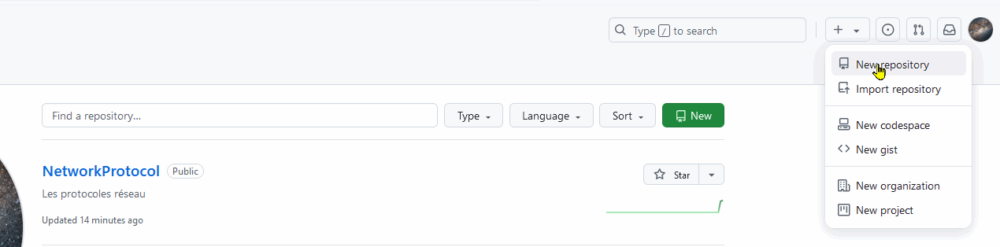 Type / to search
New repository
Import repository
New codespace
New gist
New organization
New project
Find a repository...
Type
Language
Sort
New
NetworkProtocol Public
Star
Les protocoles réseau
Updated 14 minutes ago